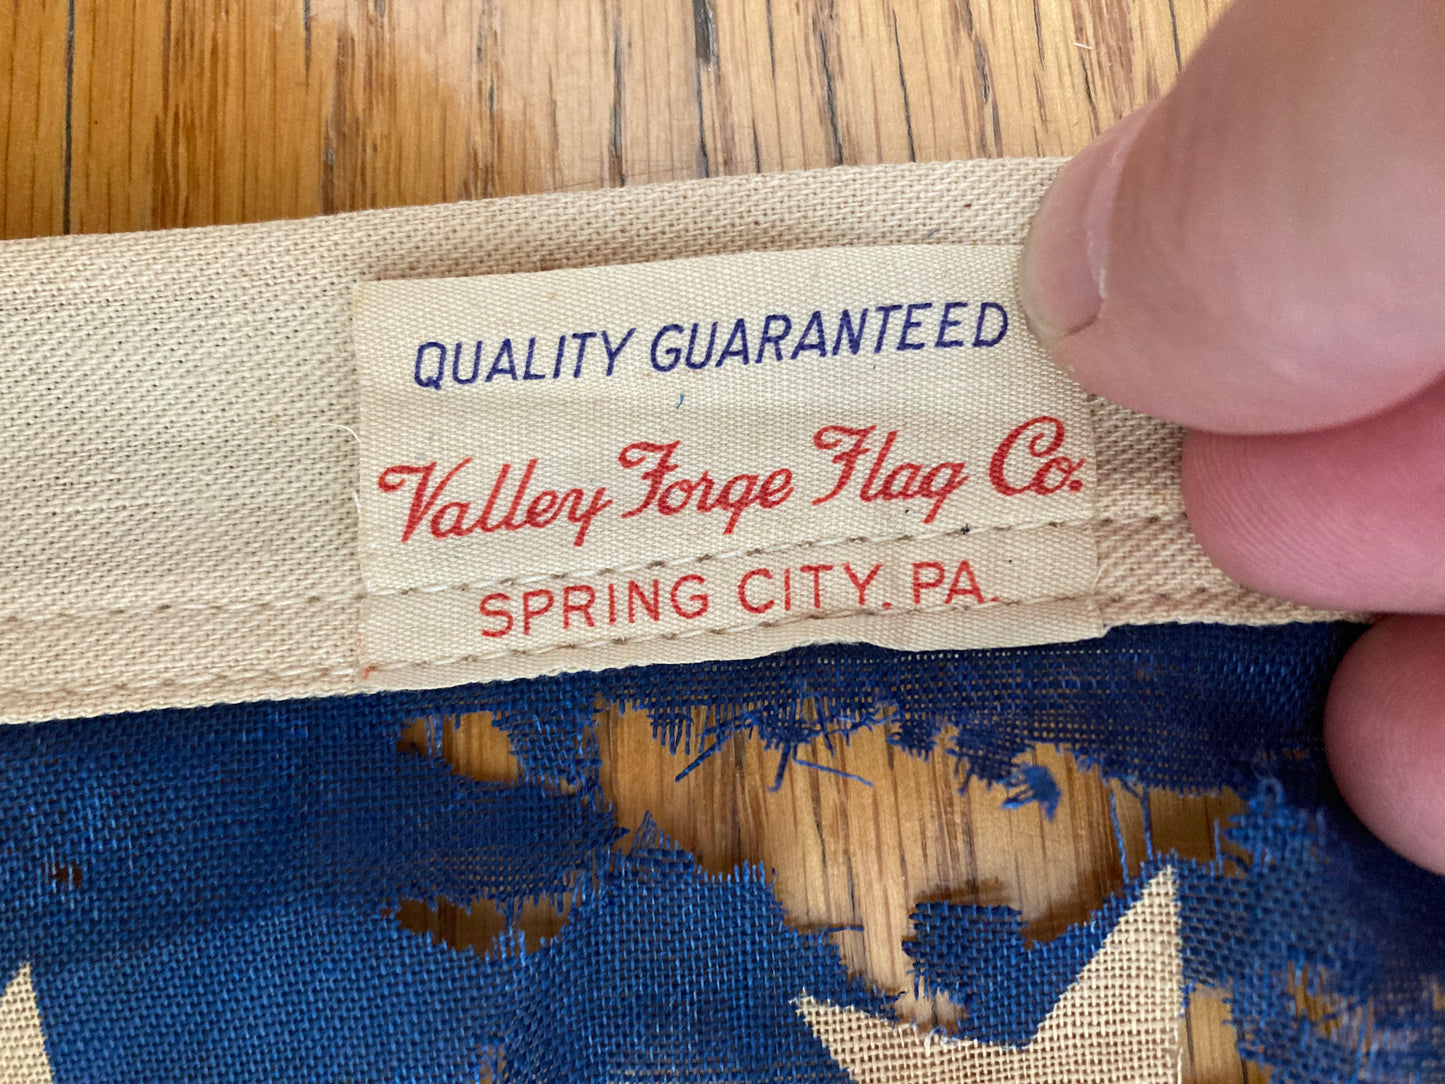 QUALITY GUARANTEED
Valley Forge Flag Co.
SPRING CITY, PA.